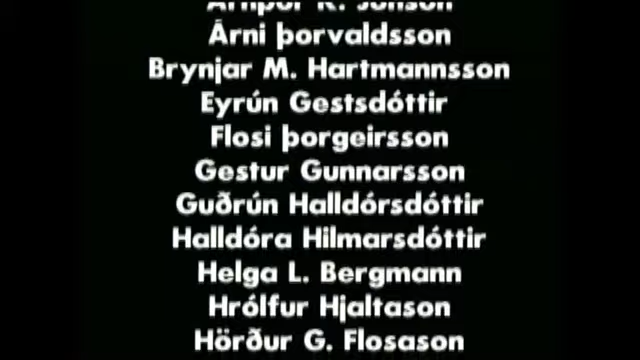 Árni þorvaldsson
Brynjar M. Hartmannsson
Eyrún Gestsdóttir
Flosi þorgeirsson
Gestur Gunnarsson
Guðrún Halldórsdóttir
Halldóra Hilmarsdóttir
Helga L. Bergmann
Hrólfur Hjaltason
Hörður G. Flosason